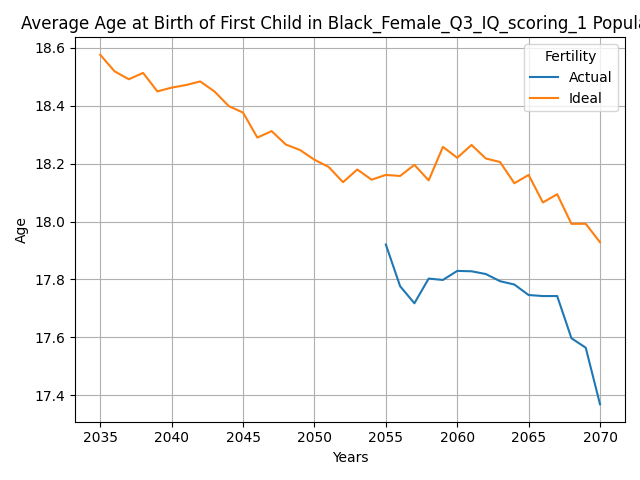 Average Age at Birth of First Child in Black_Female_Q3_IQ_scoring_1 Popula
Fertility
Actual
Ideal
18.6
18.4
18.2
18.0
17.8
17.6
17.4
Age
2035 2040 2045 2050 2055 2060 2065 2070
Years